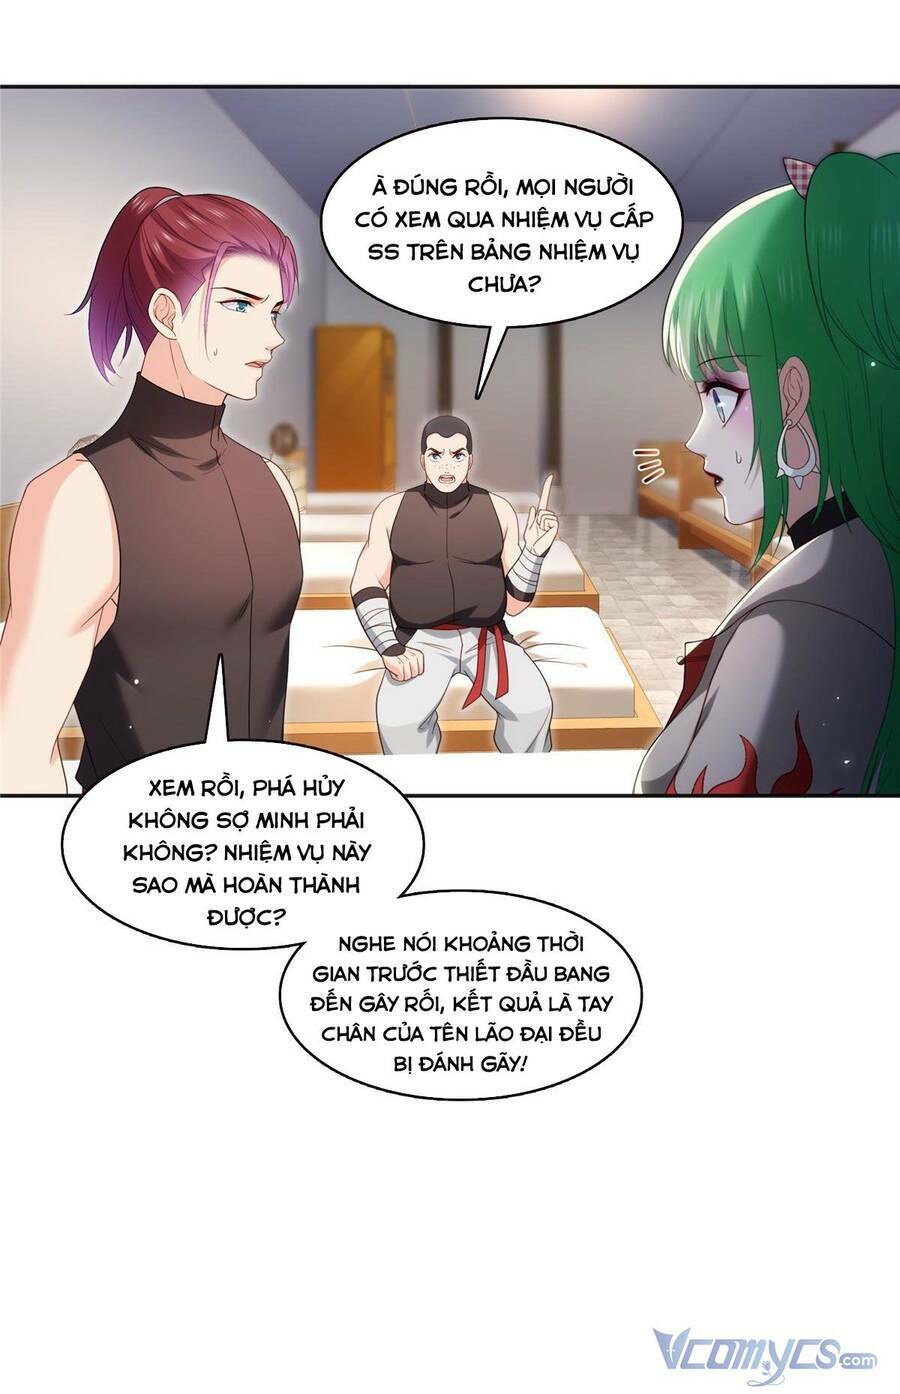 À ĐÚNG RỒI, MỌI NGƯỜI
CÓ XEM QUA NHIỆM VỤ CẤP
SS TRÊN BẢNG NHIỆM VỤ
CHƯA?
XEM RỒI, PHÁ HỦY
KHÔNG SỢ MINH PHẢI
KHÔNG? NHIỆM VỤ NÀY
SAO MÀ HOÀN THÀNH
ĐƯỢC?
NGHE NÓI KHOẢNG THỜI
GIAN TRƯỚC THIẾT ĐẦU BANG
ĐẾN GÂY RỐI, KẾT QUẢ LÀ TAY
CHÂN CỦA TÊN LÃO ĐẠI ĐỀU
BỊ ĐÁNH GÃY!
VCOMYCS.com